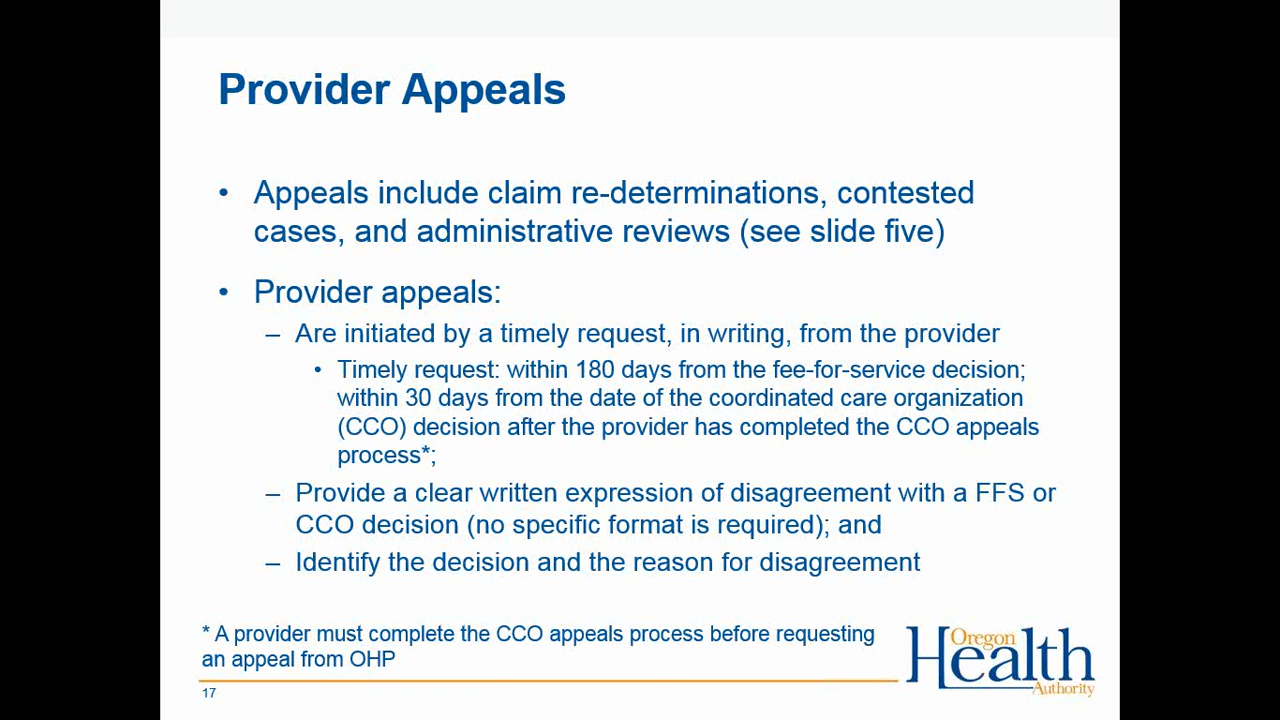 Provider Appeals
• Appeals include claim re-determinations, contested
cases, and administrative reviews (see slide five)
• Provider appeals:
– Are initiated by a timely request, in writing, from the provider
• Timely request: within 180 days from the fee-for-service decision;
within 30 days from the date of the coordinated care organization
(CCO) decision after the provider has completed the CCO appeals
process*;
– Provide a clear written expression of disagreement with a FFS or
CCO decision (no specific format is required); and
– Identify the decision and the reason for disagreement
* A provider must complete the CCO appeals process before requesting
an appeal from OHP
17
Oregon
Health
Authority